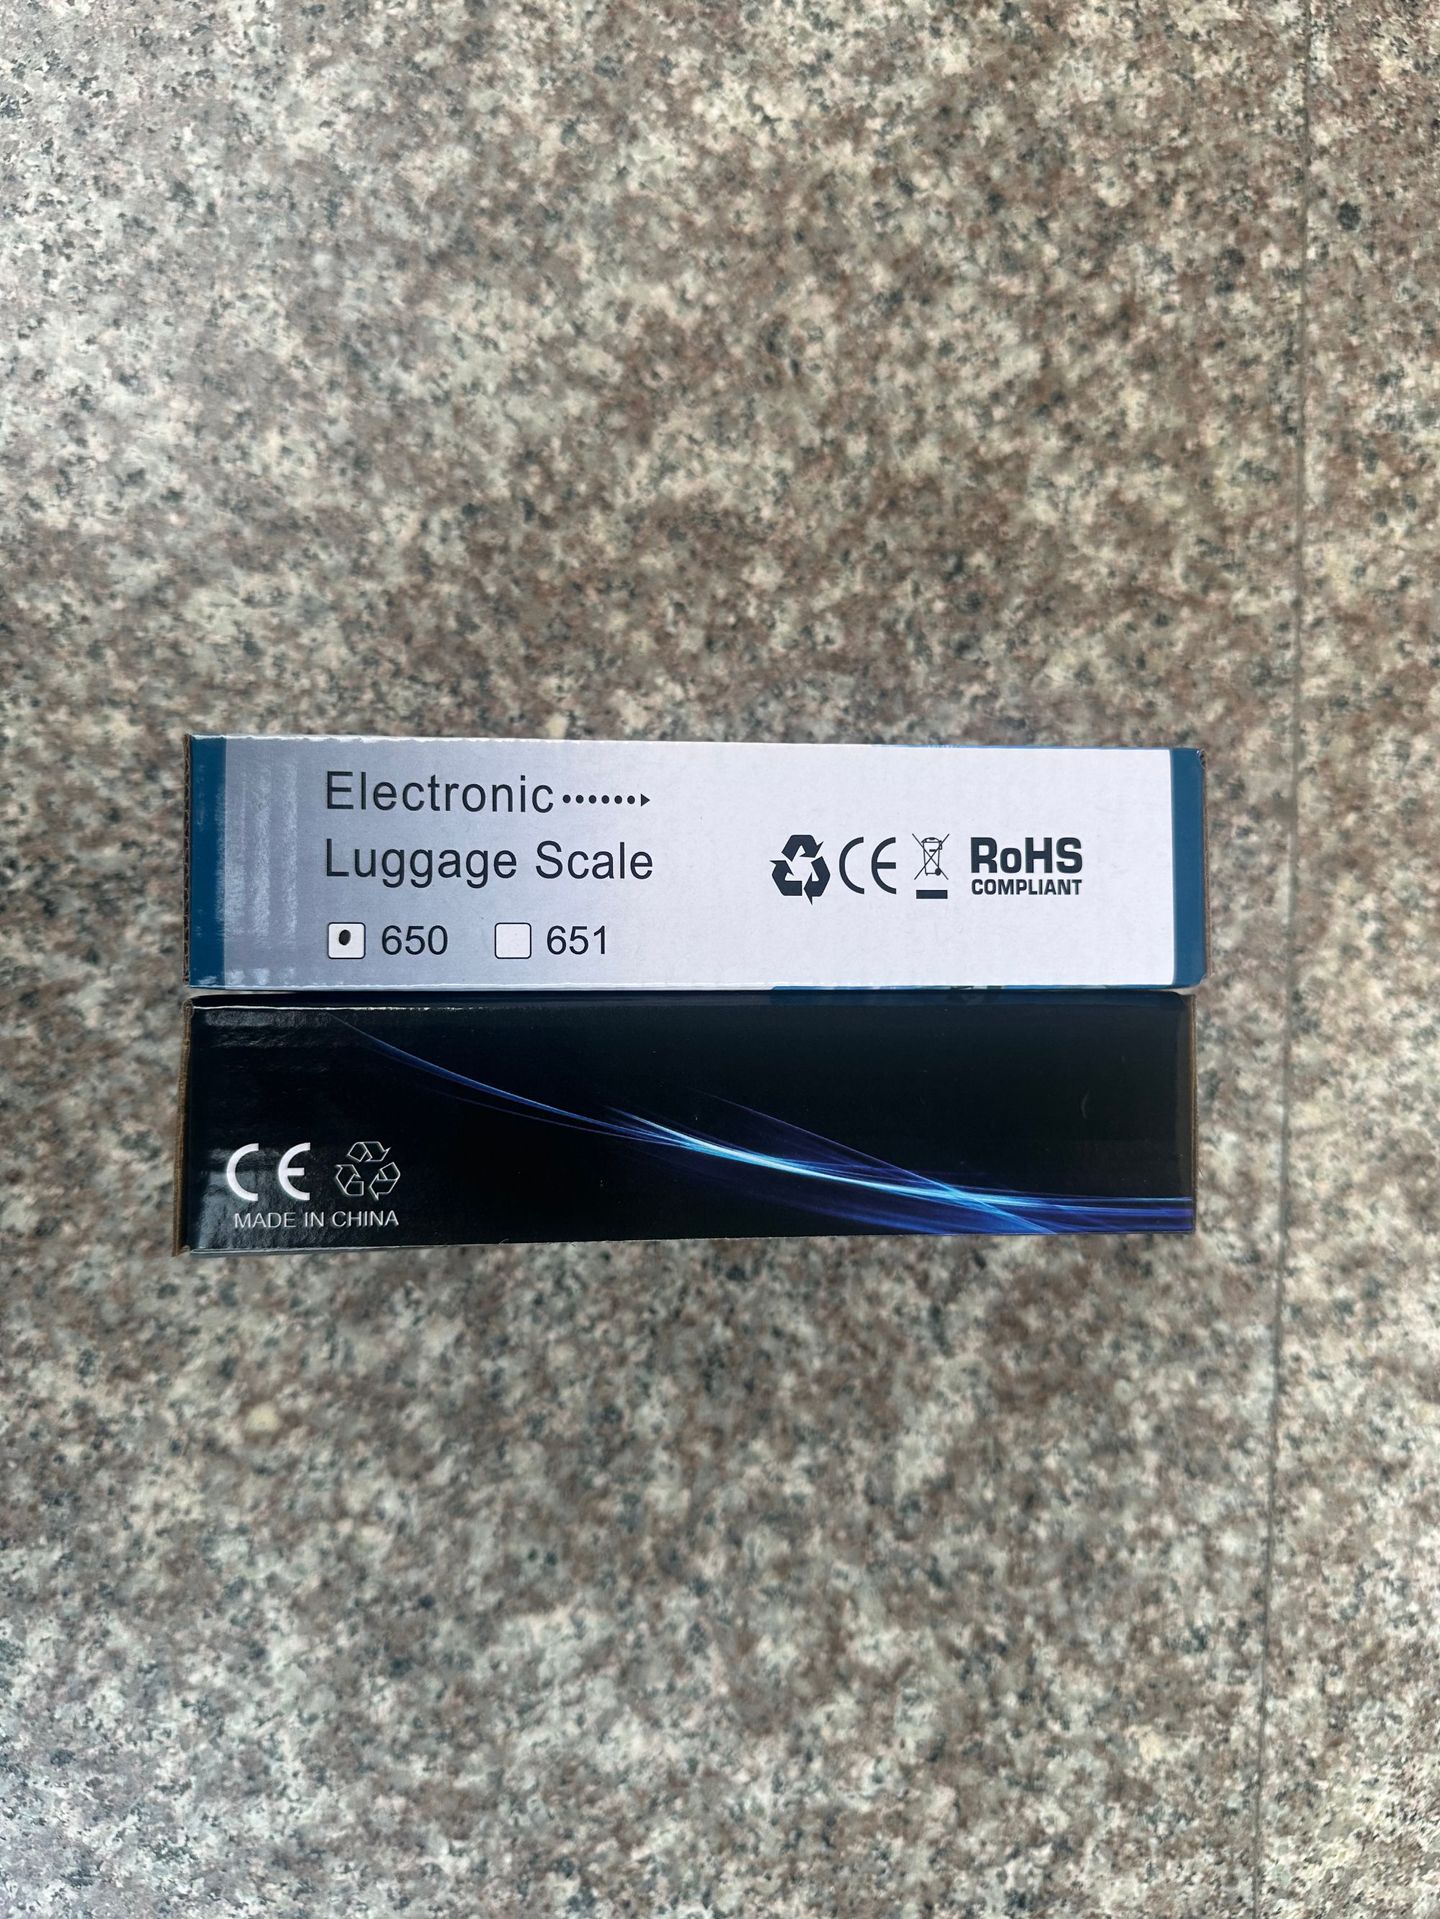 Electronic
Luggage Scale
650 651
CE RoHS
COMPLIANT
CE
MADE IN CHINA